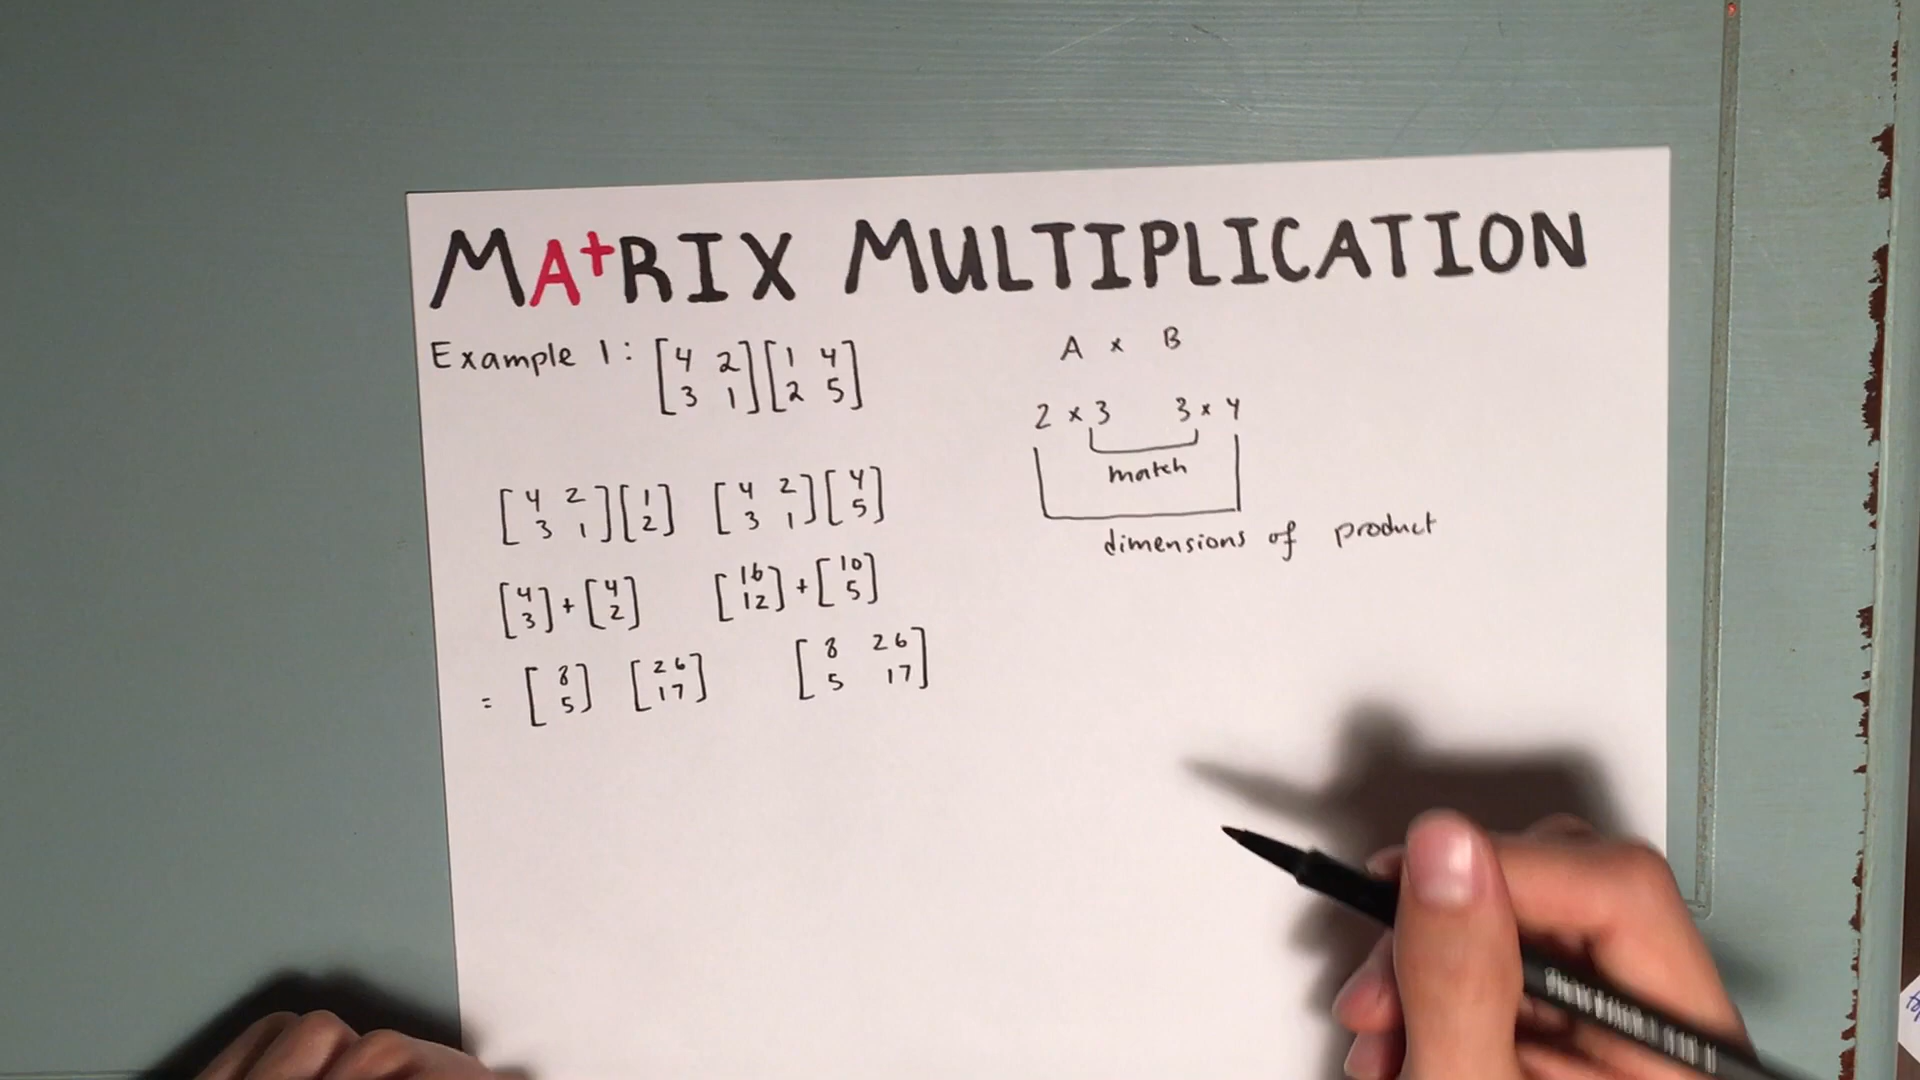 MA+RIX MULTIPLICATION
Example 1: [4 2 3 1] [1 4 2 5]
[4 2 3 1] [1 2] [4 2 3 1] [4 5]
[4 3] + [4 2] [16 12] + [10 5]
= [8 5] [26 17] [8 26 5 17]
A × B
2 × 3 3 × 4
match
dimensions of product